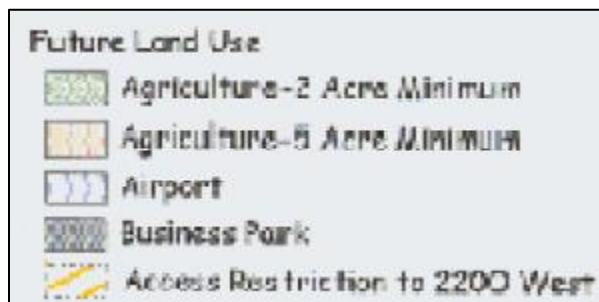 Future Land Use
Agriculture-2 Acre Minimum
Agriculture-5 Acre Minimum
Airport
Business Park
Access Restriction to 2200 West